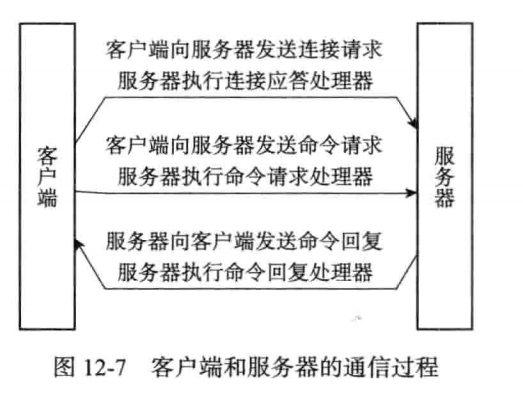 客户端向服务器发送连接请求
服务器执行连接应答处理器
客户端
客户端向服务器发送命令请求
服务器执行命令请求处理器
服务器
服务器向客户端发送命令回复
服务器执行命令回复处理器
图 12-7 客户端和服务器的通信过程